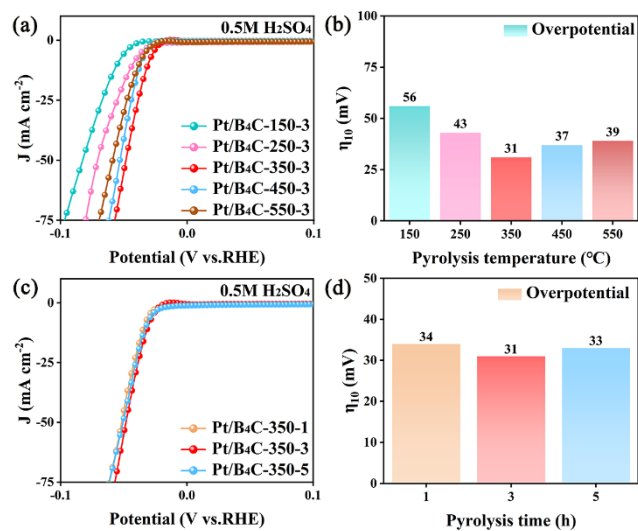 (a)
0.5M H₂SO₄
0
-25
-50
-75
J (mA cm⁻²)
Pt/B₄C-150-3
Pt/B₄C-250-3
Pt/B₄C-350-3
Pt/B₄C-450-3
Pt/B₄C-550-3
-0.1 0.0 0.1
Potential (V vs.RHE)
(b)
Overpotential
100
75
50
25
0
η₁₀ (mV)
56 43 31 37 39
150 250 350 450 550
Pyrolysis temperature (°C)
(c)
0.5M H₂SO₄
0
-25
-50
-75
J (mA cm⁻²)
Pt/B₄C-350-1
Pt/B₄C-350-3
Pt/B₄C-350-5
-0.1 0.0 0.1
Potential (V vs.RHE)
(d)
Overpotential
50
40
30
20
10
0
η₁₀ (mV)
34 31 33
1 3 5
Pyrolysis time (h)